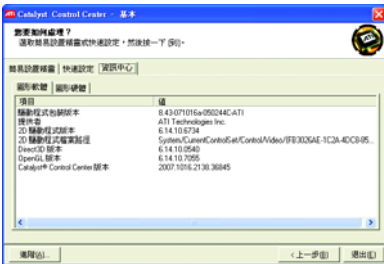 ATI Catalyst Control Center - 基本
您要如何處理？
選取簡易設置精靈或快速設定，然後按一下 [到]。
ATI
簡易設置精靈 快速設定 資訊中心
圖形軟體 圖形硬體
項目 值
驅動程式包裝版本 8.43-071016a-050244C-ATI
提供者 ATI Technologies Inc.
2D 驅動程式版本 6.14.10.6734
2D 驅動程式檔案路徑 System/CurrentControlSet/Control/Video/{FB3026AE-1C2A-4DCB-85...
Direct3D 版本 6.14.10.0540
OpenGL 版本 6.14.10.7055
Catalyst® Control Center 版本 2007.1016.2138.36845
進階(A)... <上一步(B) 退出(E)